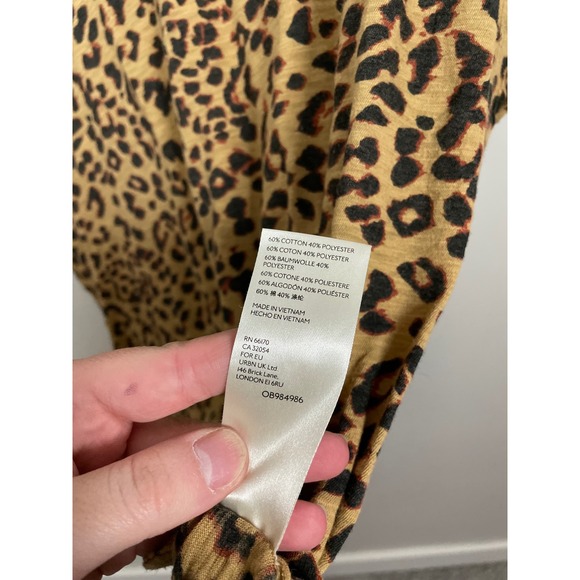 60% COTTON 40% POLYESTER
60% COTON 40% POLYESTER
60% BAUMWOLLE 40%
POLYESTER
60% COTONE 40% POLIESTERE
60% ALGODÓN 40% POLIÉSTER
60% 棉 40% 涤纶
MADE IN VIETNAM
HECHO EN VIETNAM
RN 66170
CA 32054
FOR EU
URBN UK Ltd
146 Brick Lane,
LONDON E1 6RU
OB984986